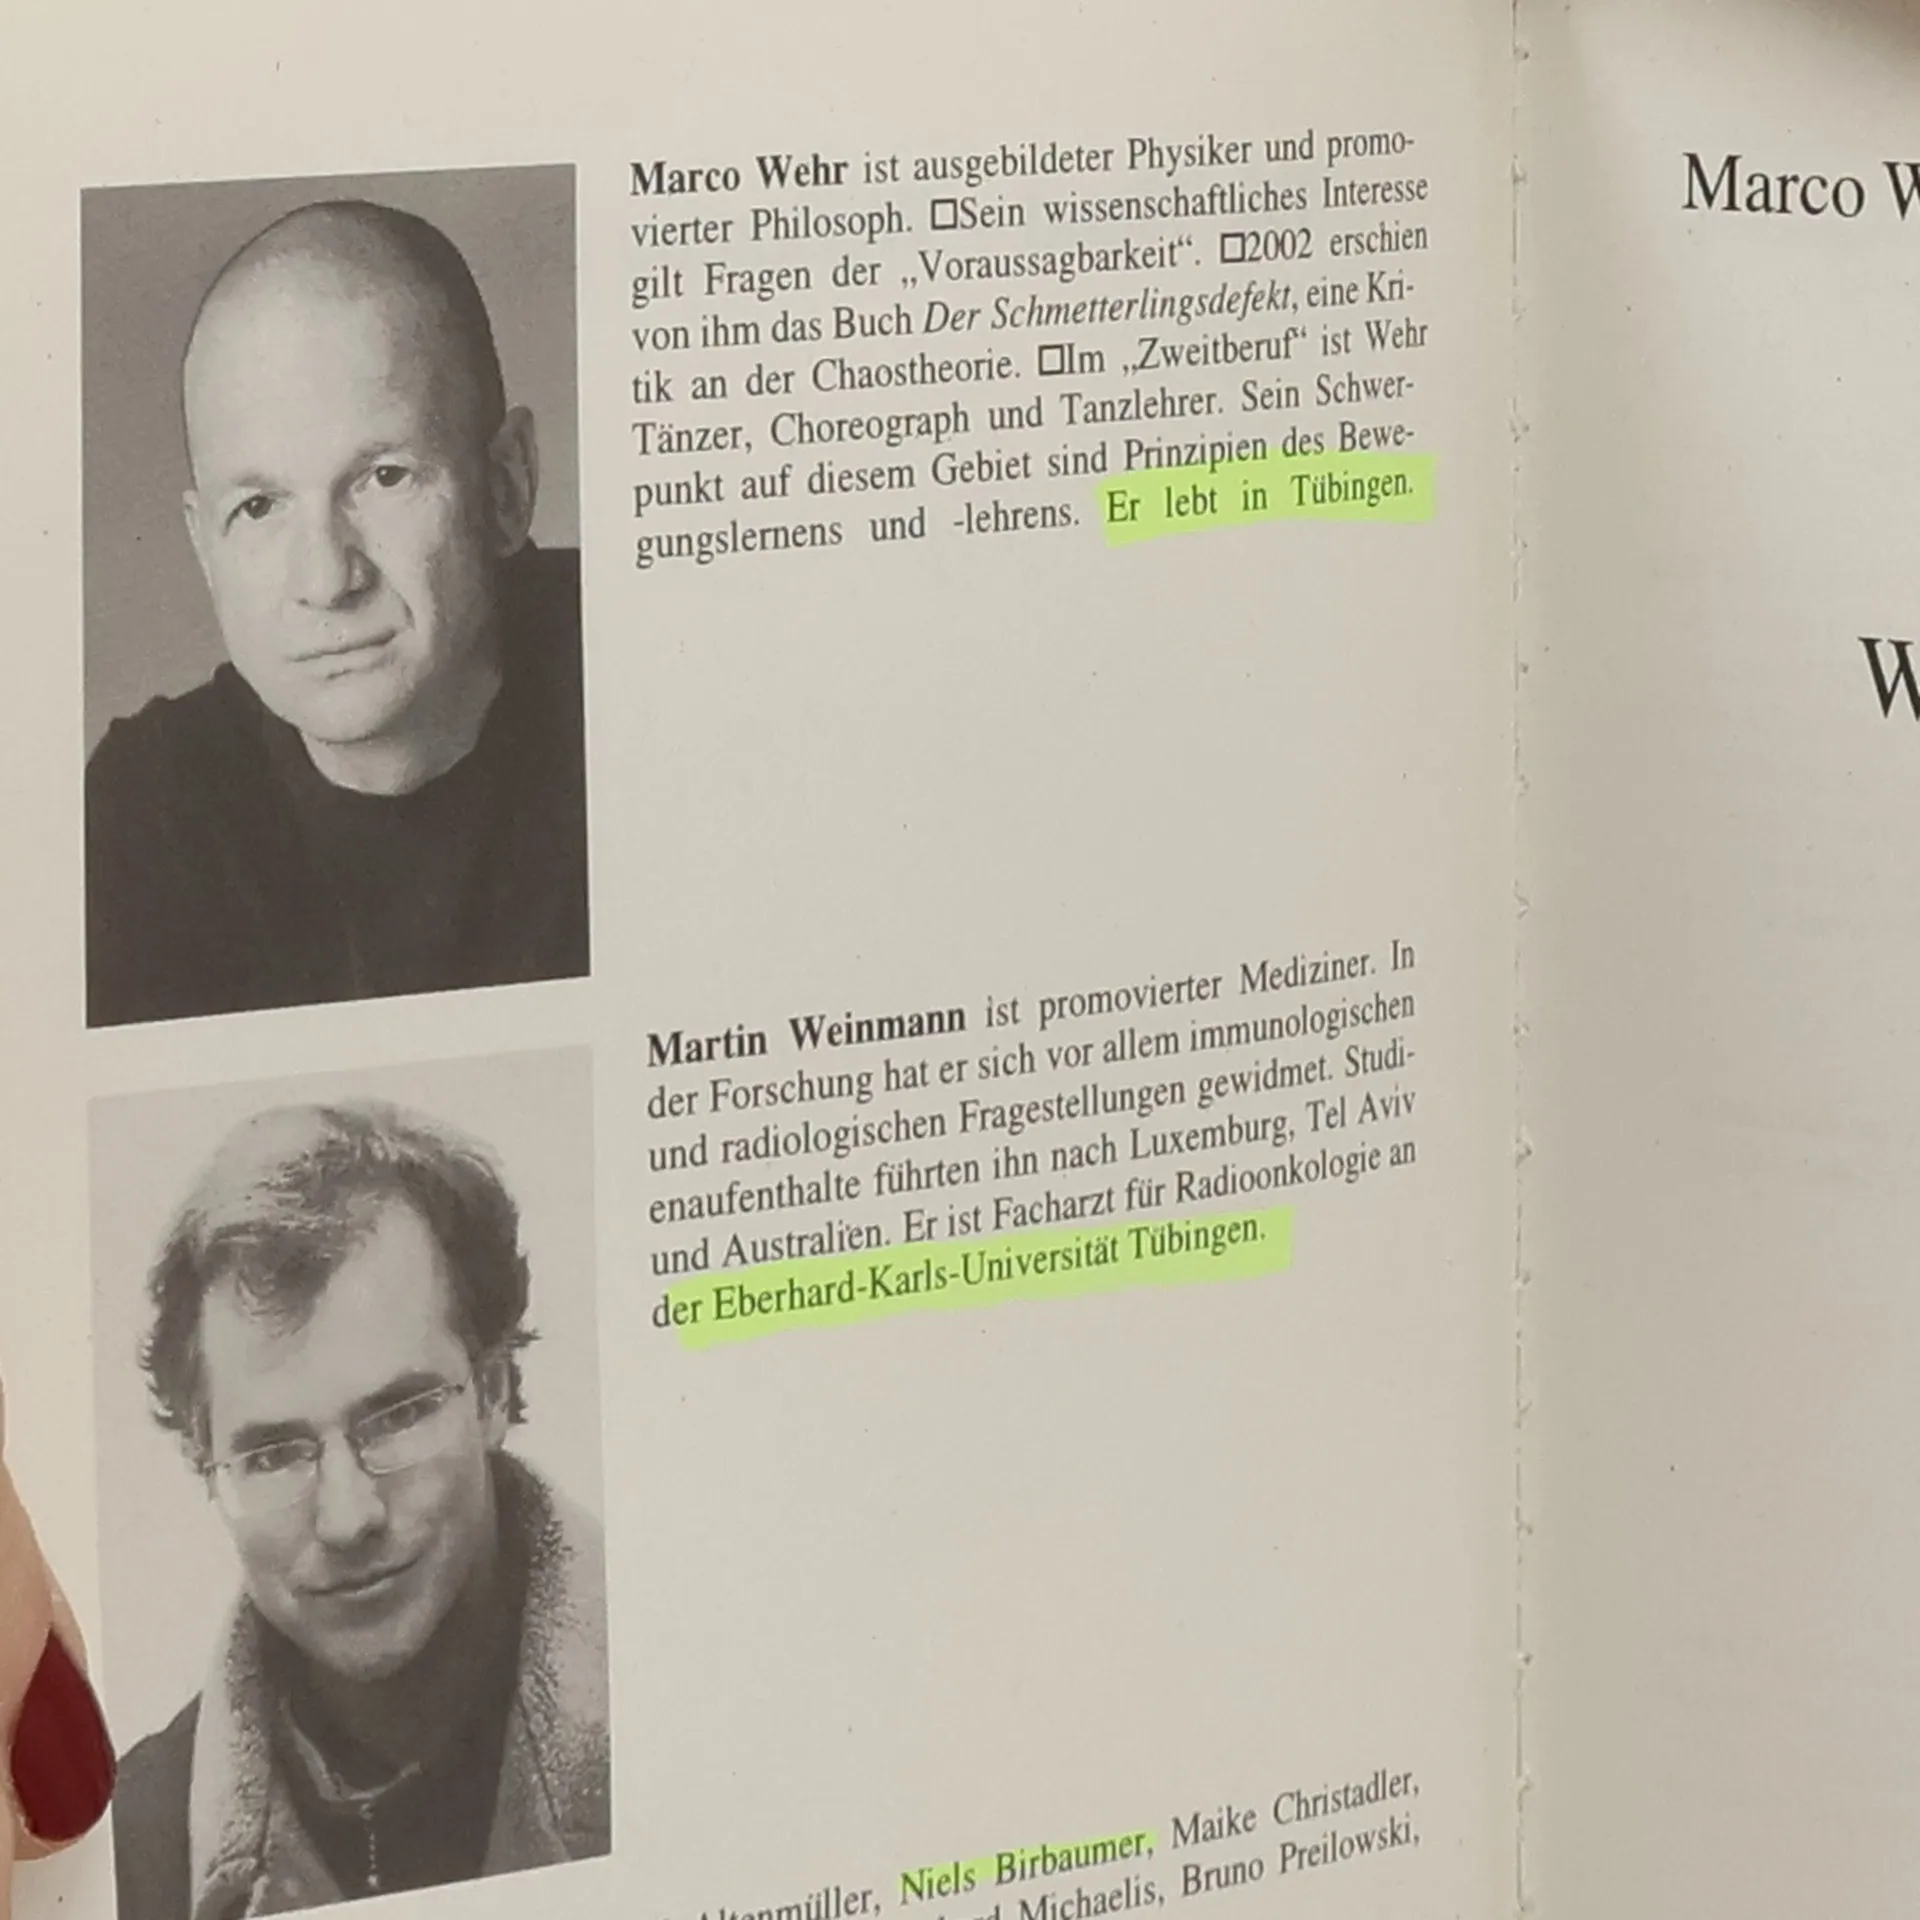 Marco Wehr ist ausgebildeter Physiker und promo-
vierter Philosoph. □Sein wissenschaftliches Interesse
gilt Fragen der „Voraussagbarkeit“. □2002 erschien
von ihm das Buch Der Schmetterlingsdefekt, eine Kri-
tik an der Chaostheorie. □Im „Zweitberuf“ ist Wehr
Tänzer, Choreograph und Tanzlehrer. Sein Schwer-
punkt auf diesem Gebiet sind Prinzipien des Bewe-
gungslernens und -lehrens. Er lebt in Tübingen.
Martin Weinmann ist promovierter Mediziner. In
der Forschung hat er sich vor allem immunologischen
und radiologischen Fragestellungen gewidmet. Studi-
enaufenthalte führten ihn nach Luxemburg, Tel Aviv
und Australien. Er ist Facharzt für Radioonkologie an
der Eberhard-Karls-Universität Tübingen.
Altenmüller, Niels Birbaumer, Maike Christadler,
Michaelis, Bruno Preilowski,
Marco W
W